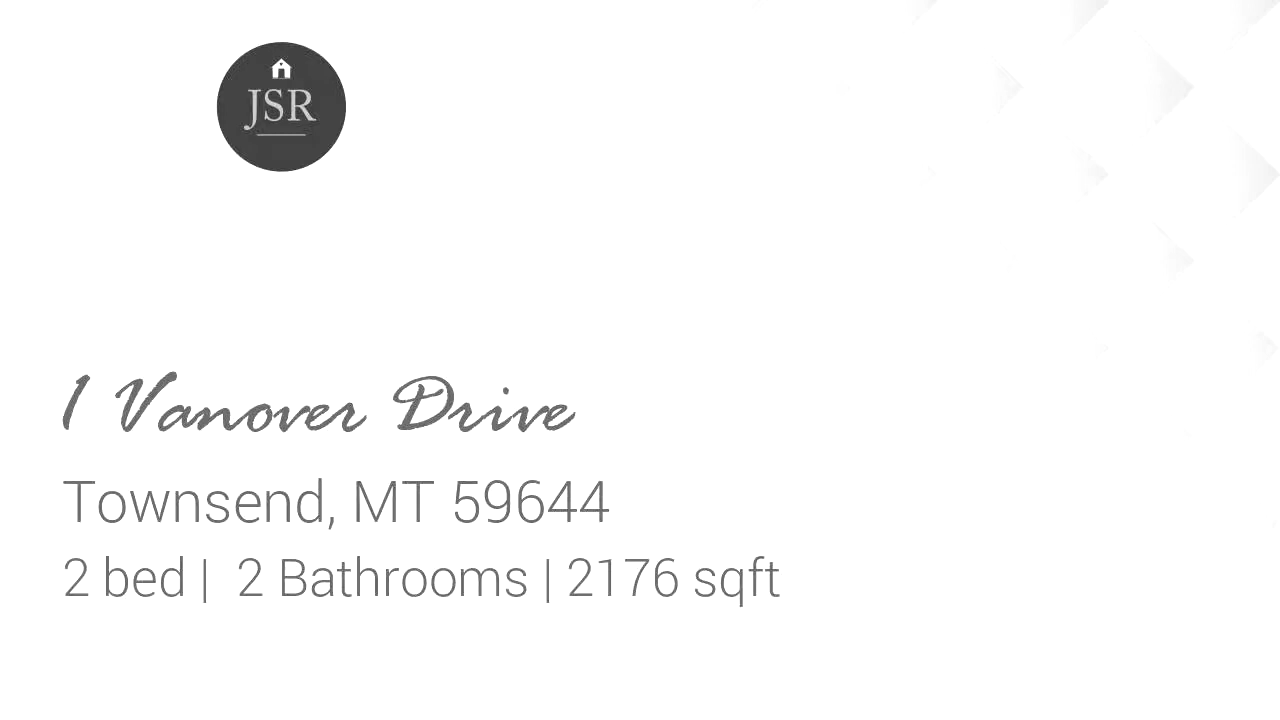 JSR
1 Vanover Drive
Townsend, MT 59644
2 bed | 2 Bathrooms | 2176 sqft